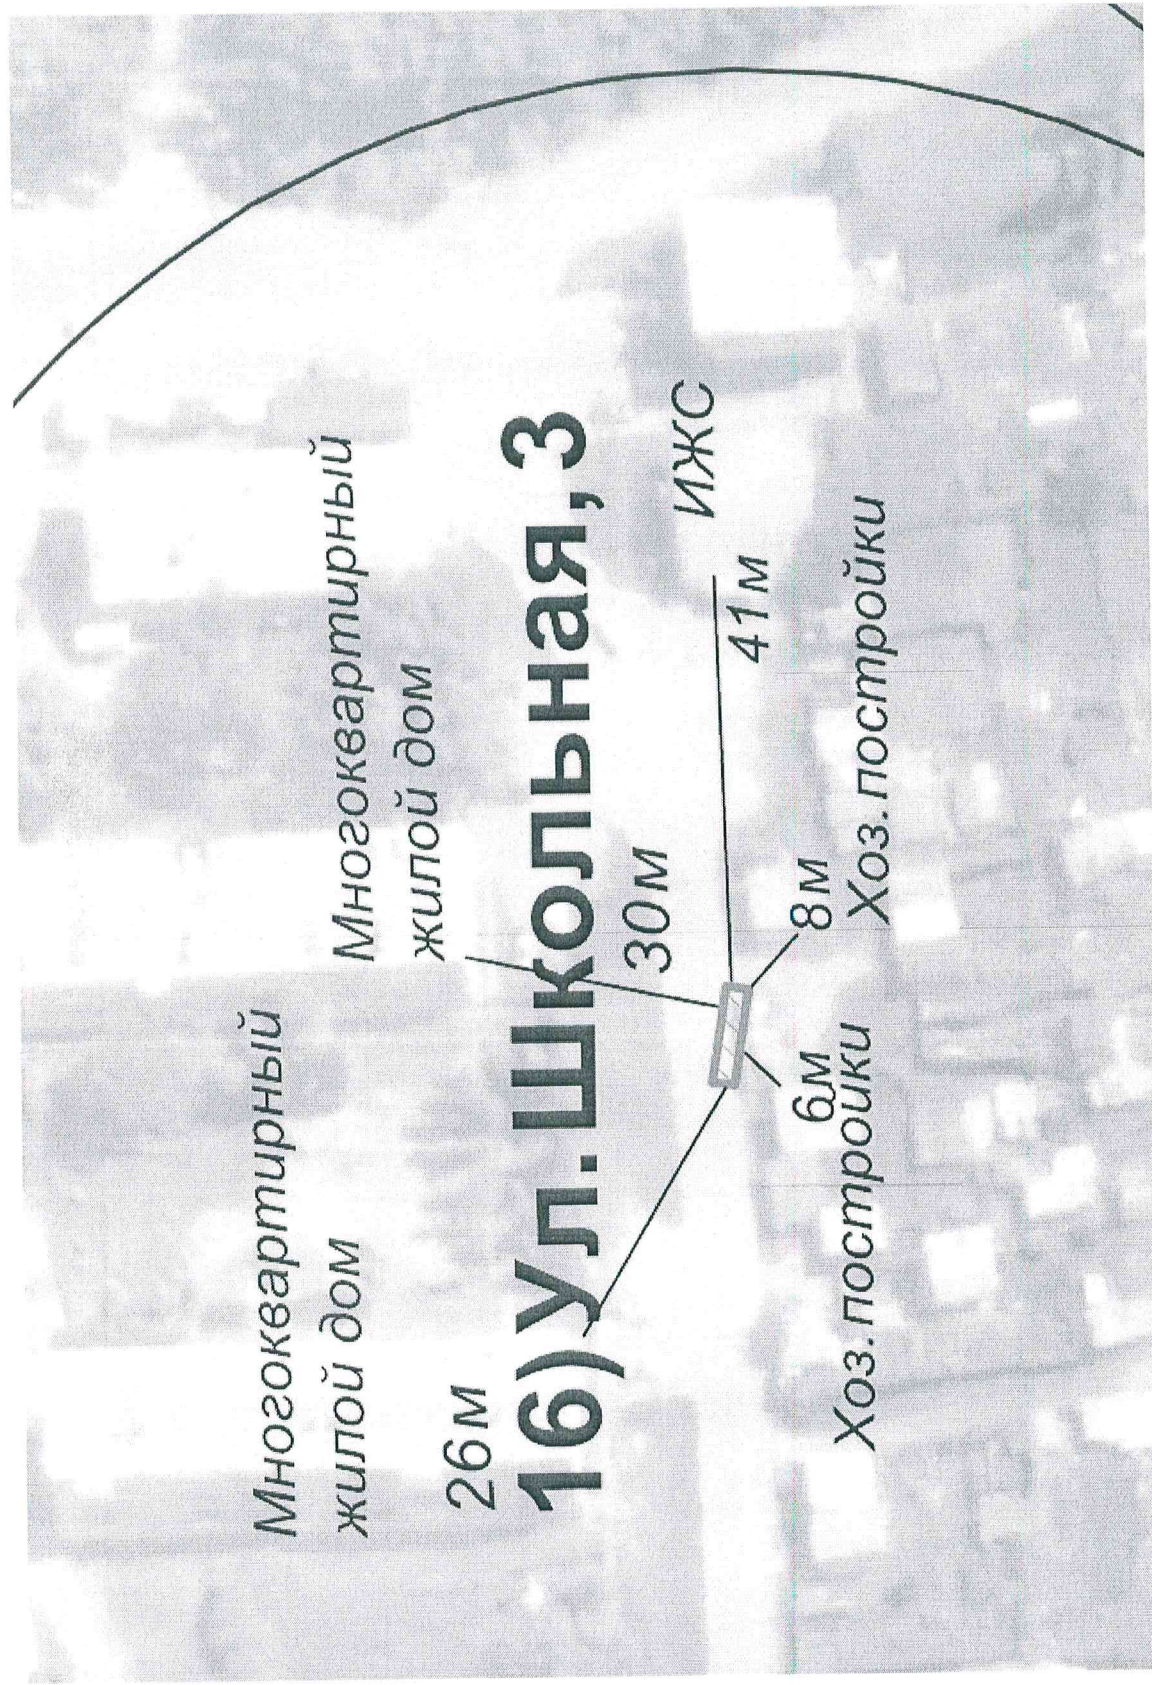 Многоквартирный
жилой дом
Многоквартирный
жилой дом
26м
16) ул. Школьная, 3
30м
ИЖС
41м
8м
6м
Хоз.постройки
Хоз.постройки